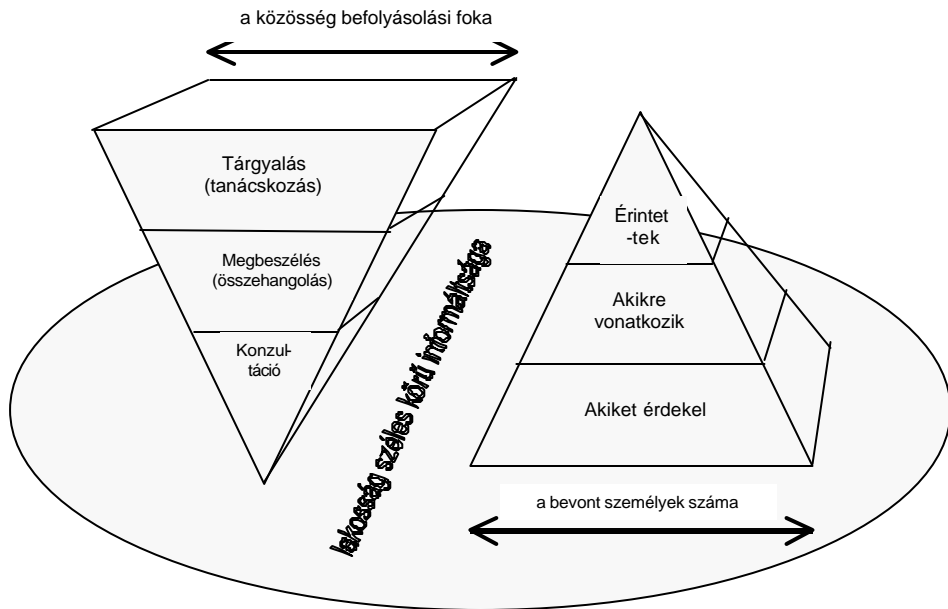 a közösség befolyásolási foka
Tárgyalás
(tanácskozás)
Megbeszélés
(összehangolás)
Konzul-
táció
lakosság széles körű informáltsága
Érintet
-tek
Akikre
vonatkozik
Akiket érdekel
a bevont személyek száma